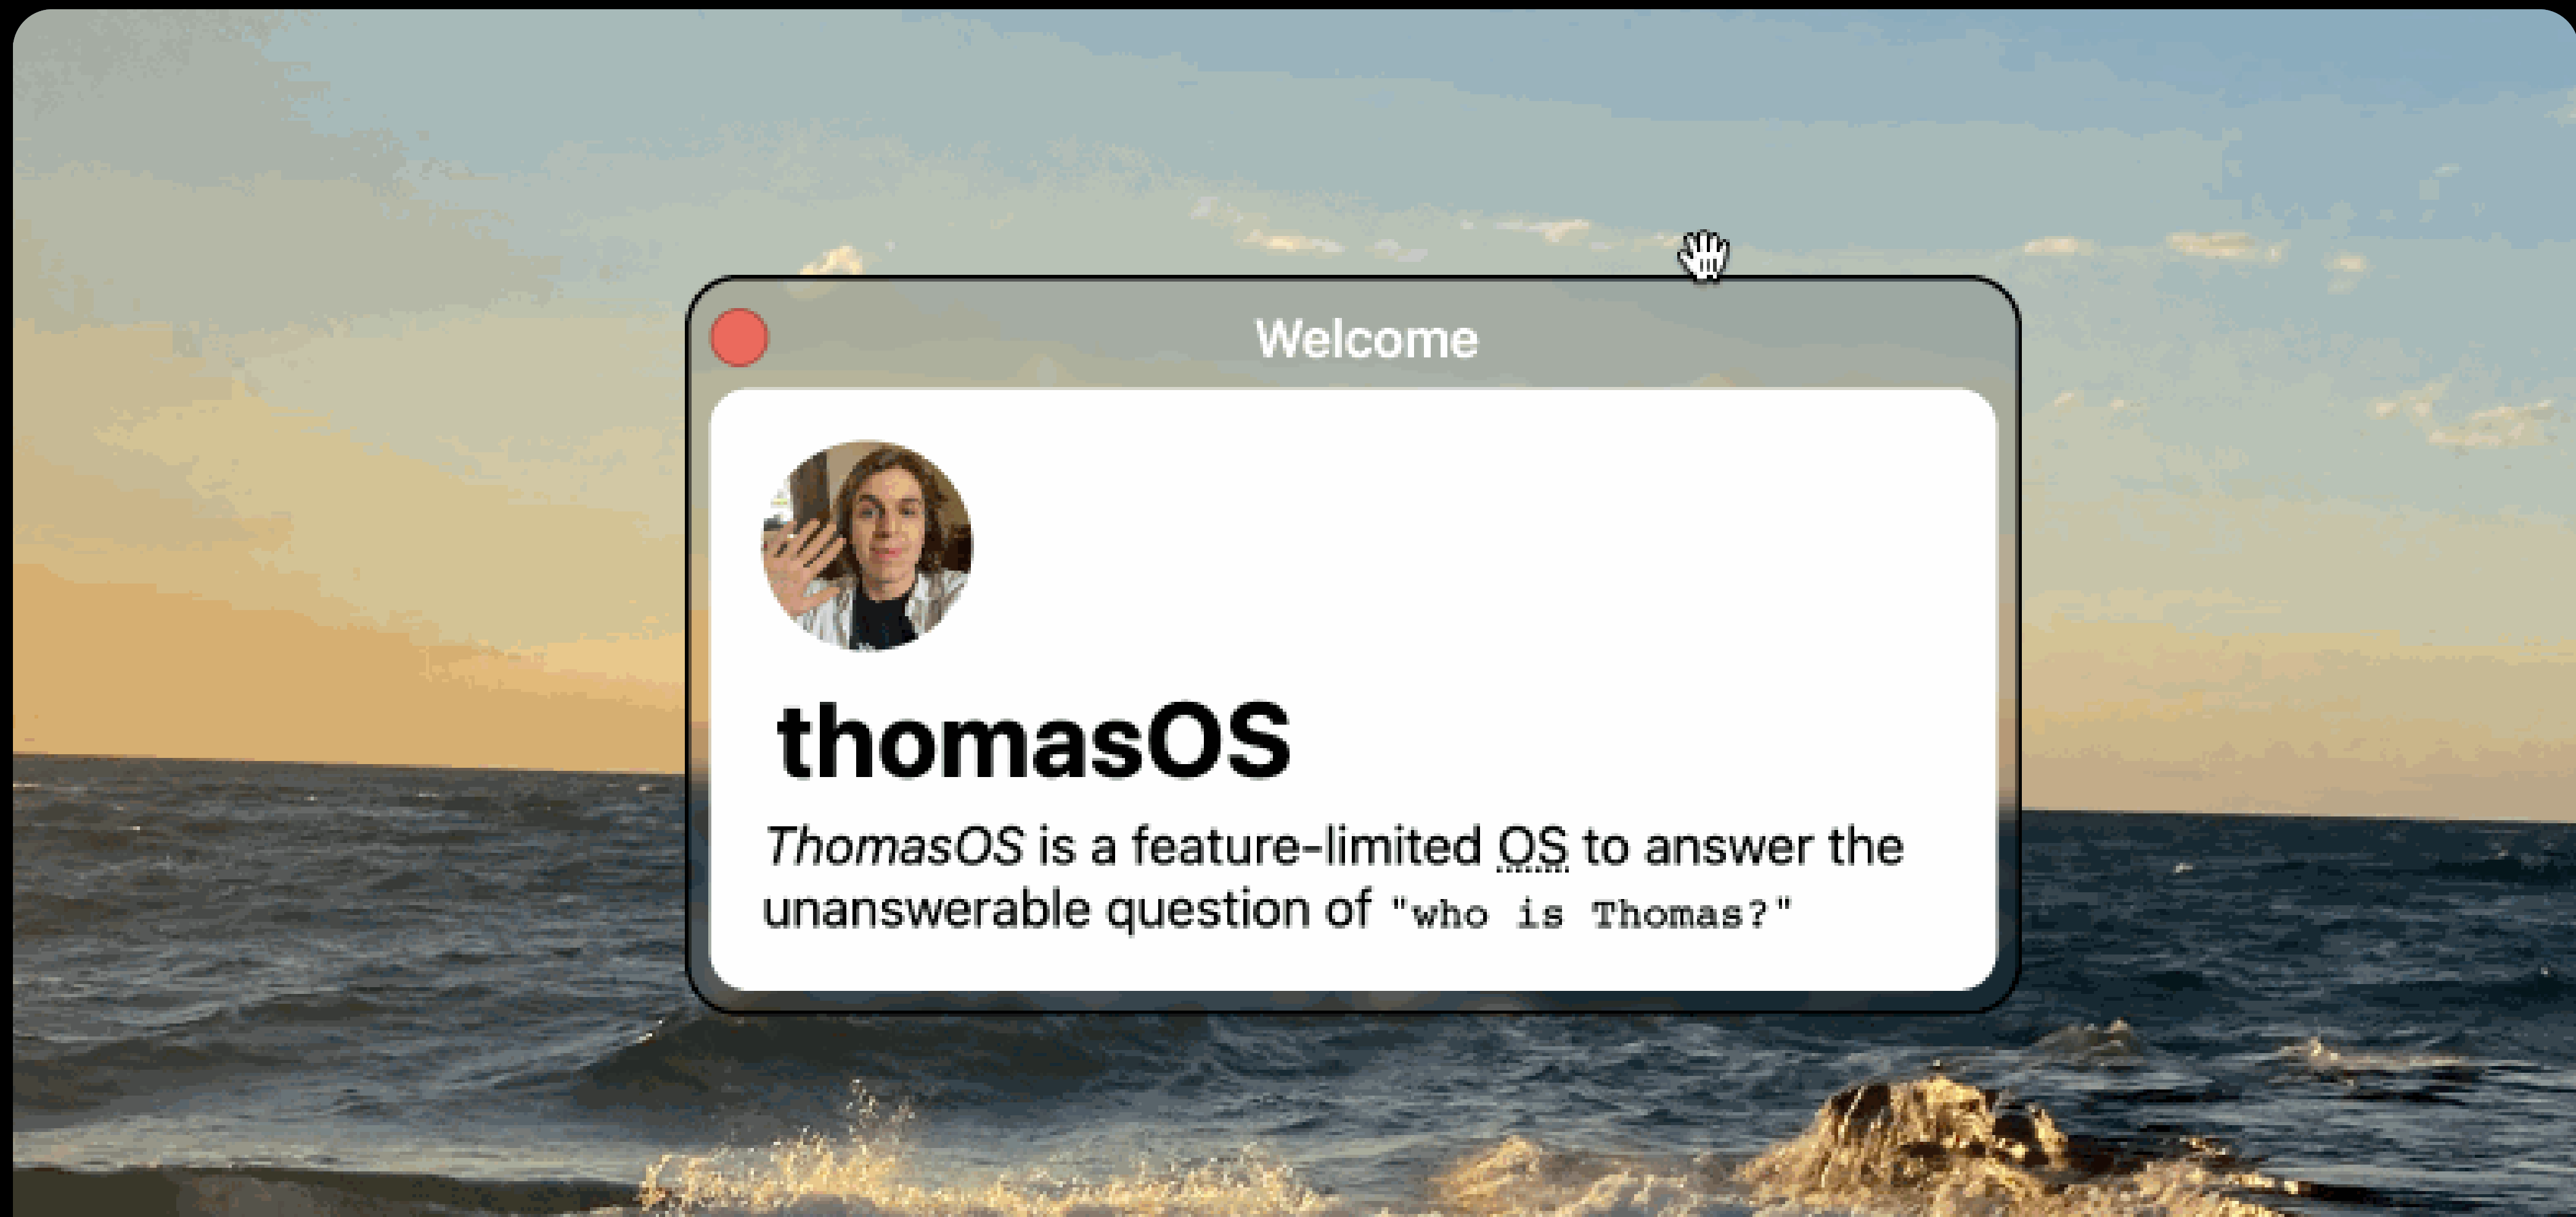 Welcome
thomasOS
ThomasOS is a feature-limited OS to answer the
unanswerable question of "who is Thomas?"